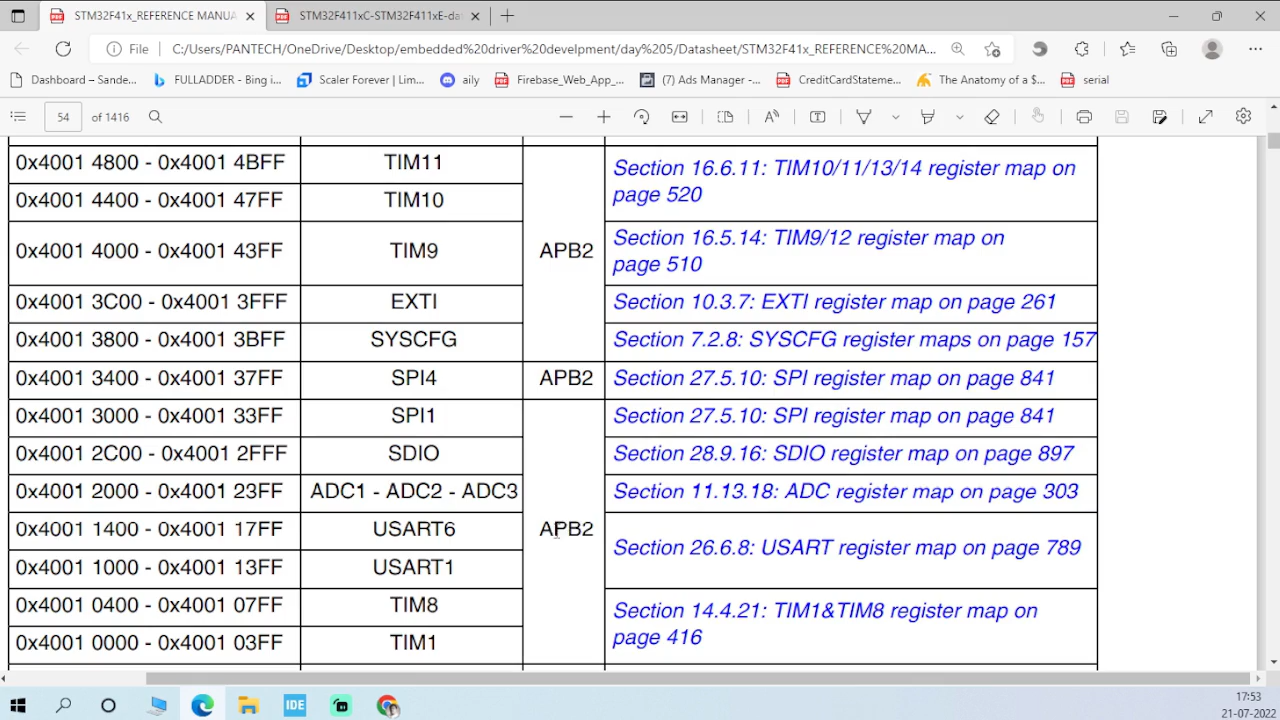 STM32F41x_REFERENCE MANUA
STM32F411xC-STM32F411xE-da
File
C:/Users/PANTECH/OneDrive/Desktop/embedded%20driver%20develpment/day%205/Datasheet/STM32F41x_REFERENCE%20MA...
Dashboard – Sande...
FULLADDER - Bing i...
Scaler Forever | Lim...
aily
Firebase_Web_App_...
(7) Ads Manager -...
CreditCardStateme...
The Anatomy of a $...
serial
54 of 1416
0x4001 4800 - 0x4001 4BFF TIM11 Section 16.6.11: TIM10/11/13/14 register map on
page 520
0x4001 4400 - 0x4001 47FF TIM10
0x4001 4000 - 0x4001 43FF TIM9 APB2 Section 16.5.14: TIM9/12 register map on
page 510
0x4001 3C00 - 0x4001 3FFF EXTI Section 10.3.7: EXTI register map on page 261
0x4001 3800 - 0x4001 3BFF SYSCFG Section 7.2.8: SYSCFG register maps on page 157
0x4001 3400 - 0x4001 37FF SPI4 APB2 Section 27.5.10: SPI register map on page 841
0x4001 3000 - 0x4001 33FF SPI1 Section 27.5.10: SPI register map on page 841
0x4001 2C00 - 0x4001 2FFF SDIO Section 28.9.16: SDIO register map on page 897
0x4001 2000 - 0x4001 23FF ADC1 - ADC2 - ADC3 Section 11.13.18: ADC register map on page 303
0x4001 1400 - 0x4001 17FF USART6 APB2 Section 26.6.8: USART register map on page 789
0x4001 1000 - 0x4001 13FF USART1
0x4001 0400 - 0x4001 07FF TIM8 Section 14.4.21: TIM1&TIM8 register map on
page 416
0x4001 0000 - 0x4001 03FF TIM1
IDE
17:53
21-07-2022